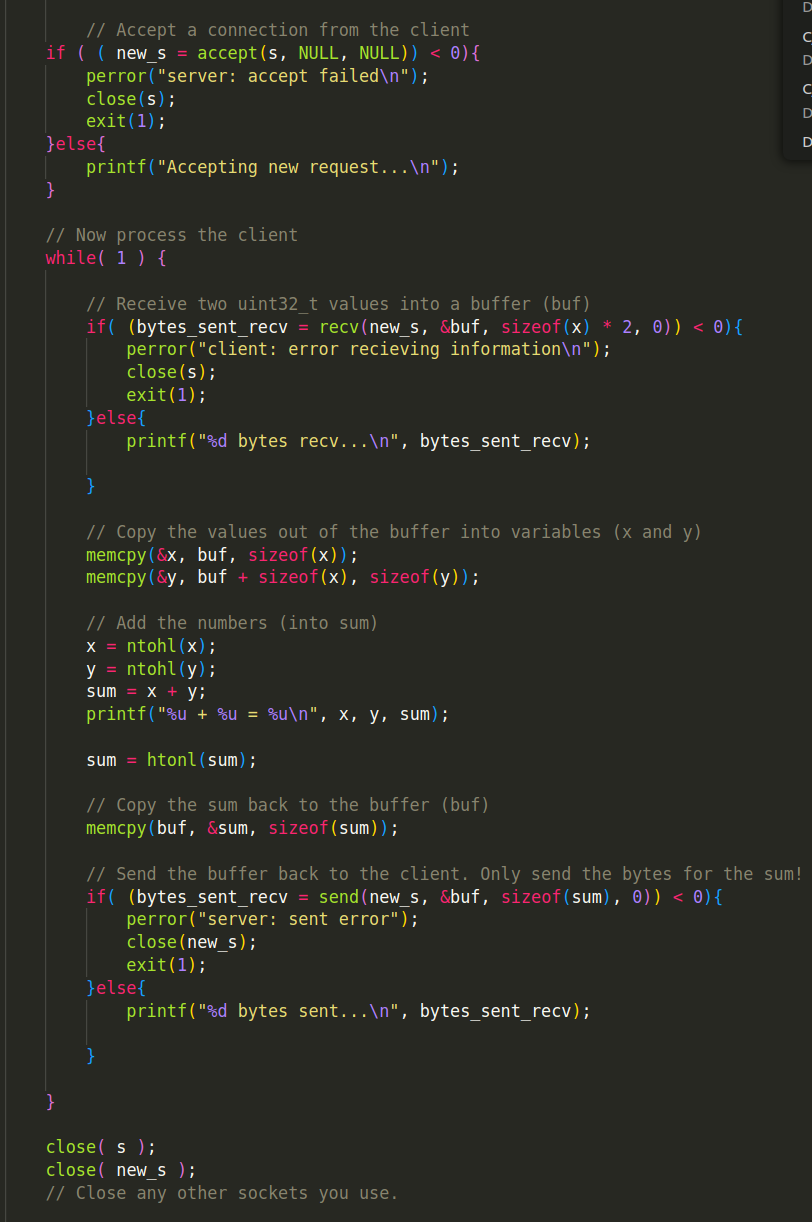 // Accept a connection from the client
if ( ( new_s = accept(s, NULL, NULL)) < 0){
perror("server: accept failed\n");
close(s);
exit(1);
}else{
printf("Accepting new request...\n");
}
// Now process the client
while( 1 ) {
// Receive two uint32_t values into a buffer (buf)
if( (bytes_sent_recv = recv(new_s, &buf, sizeof(x) * 2, 0)) < 0){
perror("client: error recieving information\n");
close(s);
exit(1);
}else{
printf("%d bytes recv...\n", bytes_sent_recv);
}
// Copy the values out of the buffer into variables (x and y)
memcpy(&x, buf, sizeof(x));
memcpy(&y, buf + sizeof(x), sizeof(y));
// Add the numbers (into sum)
x = ntohl(x);
y = ntohl(y);
sum = x + y;
printf("%u + %u = %u\n", x, y, sum);
sum = htonl(sum);
// Copy the sum back to the buffer (buf)
memcpy(buf, &sum, sizeof(sum));
// Send the buffer back to the client. Only send the bytes for the sum!
if( (bytes_sent_recv = send(new_s, &buf, sizeof(sum), 0)) < 0){
perror("server: sent error");
close(new_s);
exit(1);
}else{
printf("%d bytes sent...\n", bytes_sent_recv);
}
}
close( s );
close( new_s );
// Close any other sockets you use.